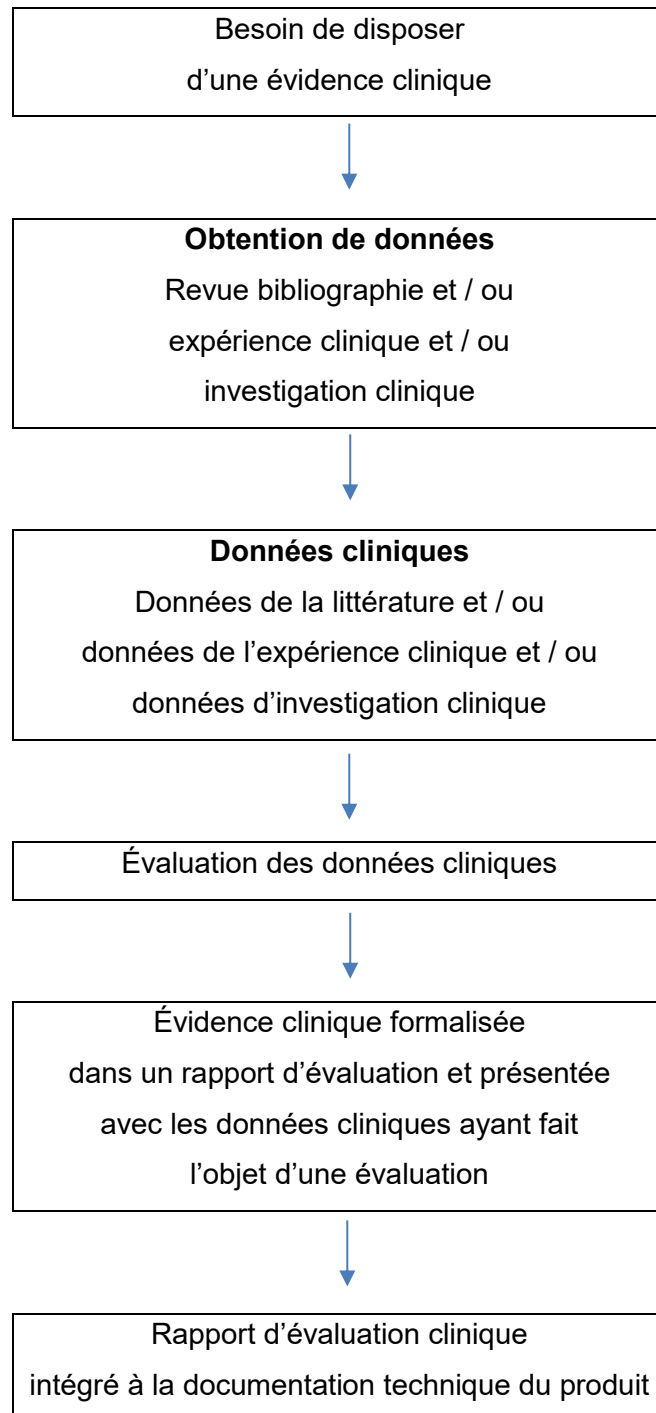 Besoin de disposer
d’une évidence clinique
Obtention de données
Revue bibliographie et / ou
expérience clinique et / ou
investigation clinique
Données cliniques
Données de la littérature et / ou
données de l’expérience clinique et / ou
données d’investigation clinique
Évaluation des données cliniques
Évidence clinique formalisée
dans un rapport d’évaluation et présentée
avec les données cliniques ayant fait
l’objet d’une évaluation
Rapport d’évaluation clinique
intégré à la documentation technique du produit